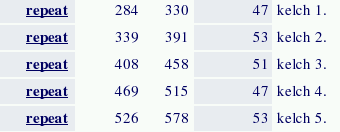 repeat 284 330 47 kelch 1.
repeat 339 391 53 kelch 2.
repeat 408 458 51 kelch 3.
repeat 469 515 47 kelch 4.
repeat 526 578 53 kelch 5.